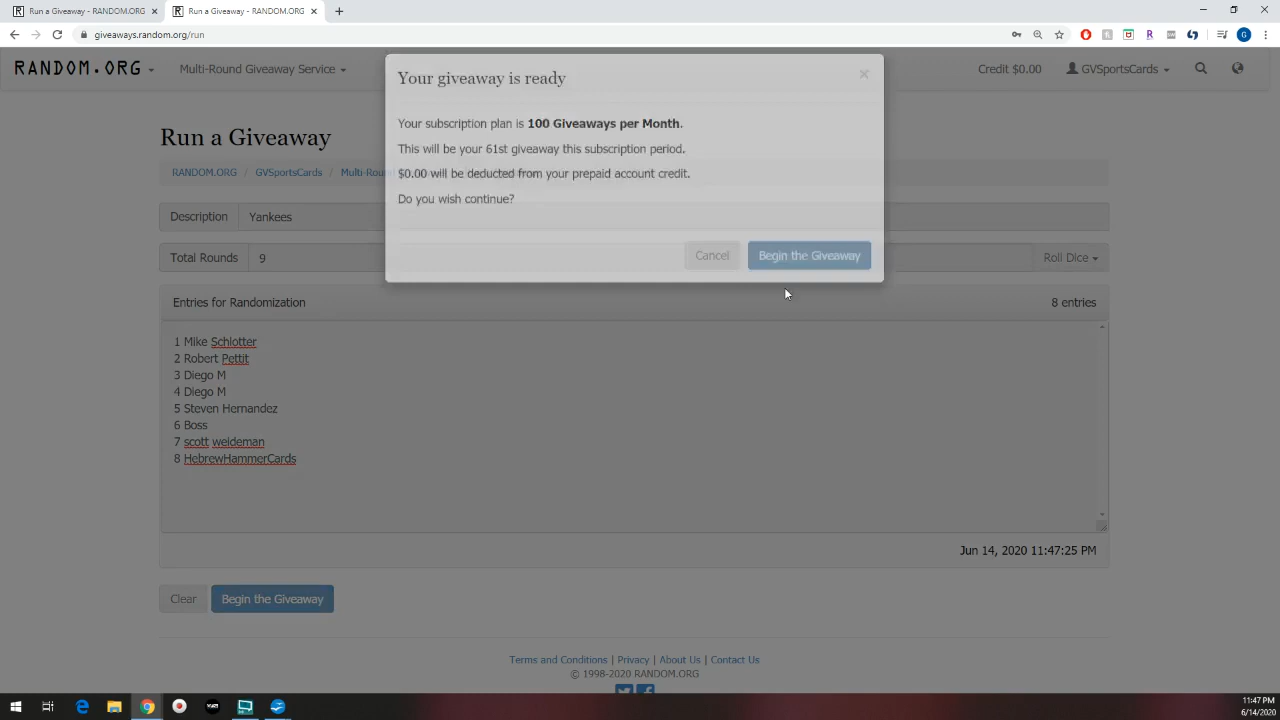 Run a Giveaway - RANDOM.ORG
Run a Giveaway - RANDOM.ORG
giveaways.random.org/run
RANDOM.ORG
Multi-Round Giveaway Service
Credit $0.00
GVSportsCards
Your giveaway is ready
Your subscription plan is 100 Giveaways per Month.
This will be your 61st giveaway this subscription period.
$0.00 will be deducted from your prepaid account credit.
Do you wish continue?
Cancel
Begin the Giveaway
Run a Giveaway
RANDOM.ORG
GVSportsCards
Multi-Rou
Description
Yankees
Total Rounds
9
Roll Dice
Entries for Randomization
8 entries
1 Mike Schlotter
2 Robert Pettit
3 Diego M
4 Diego M
5 Steven Hernandez
6 Boss
7 scott weideman
8 HebrewHammerCards
Jun 14, 2020 11:47:25 PM
Clear
Begin the Giveaway
Terms and Conditions | Privacy | About Us | Contact Us
© 1998-2020 RANDOM.ORG
11:47 PM
6/14/2020